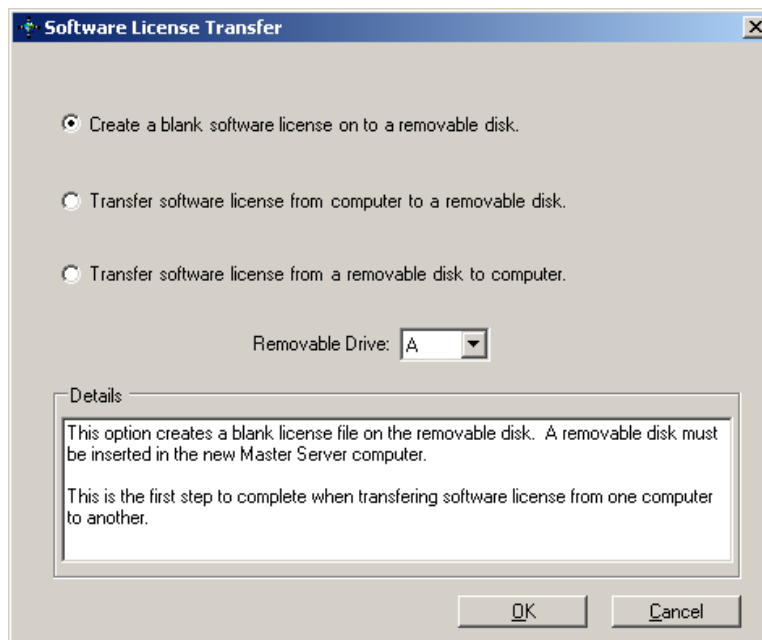 Software License Transfer
Create a blank software license on to a removable disk.
Transfer software license from computer to a removable disk.
Transfer software license from a removable disk to computer.
Removable Drive: A
Details
This option creates a blank license file on the removable disk.  A removable disk must
be inserted in the new Master Server computer.
This is the first step to complete when transfering software license from one computer
to another.
OK
Cancel